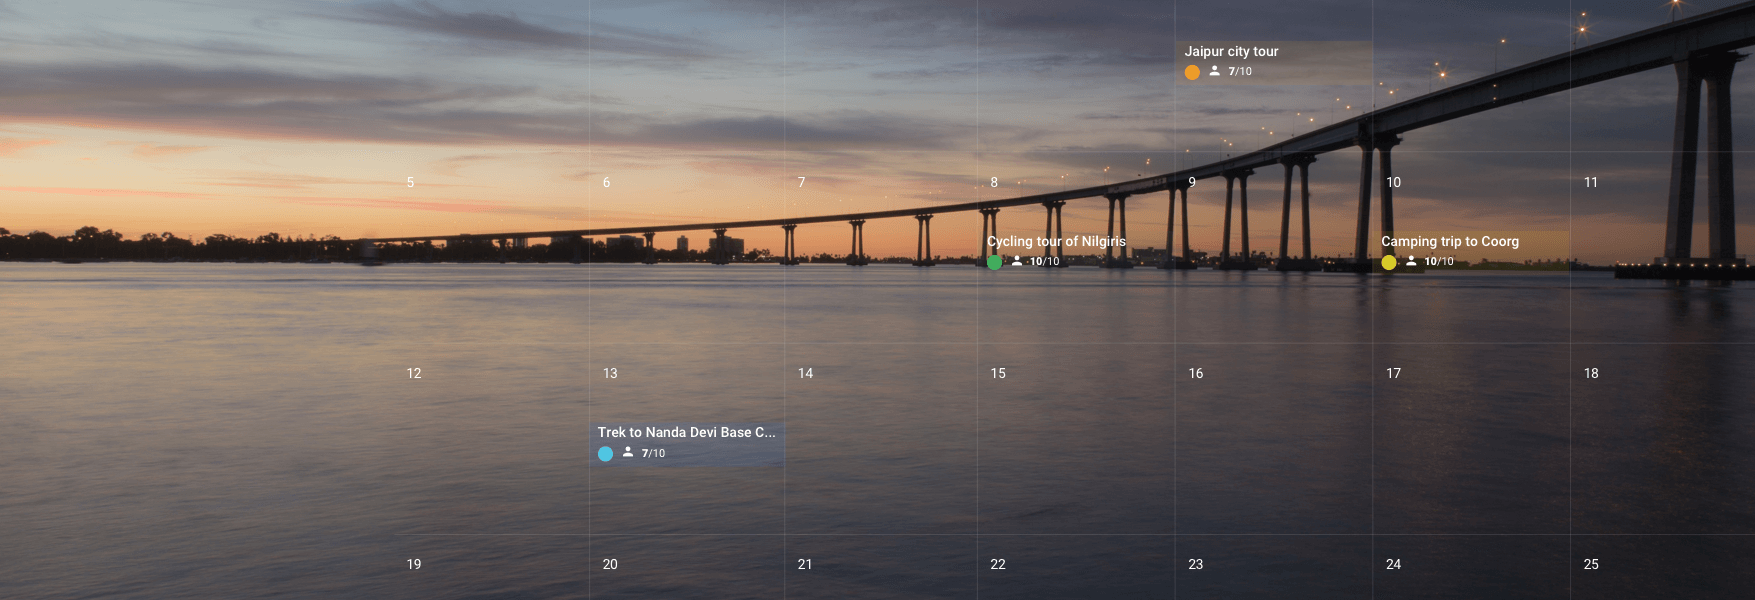 Jaipur city tour
7/10
5 6 7 8 9 10 11
Cycling tour of Nilgiris Camping trip to Coorg
10/10 10/10
12 13 14 15 16 17 18
Trek to Nanda Devi Base C...
7/10
19 20 21 22 23 24 25